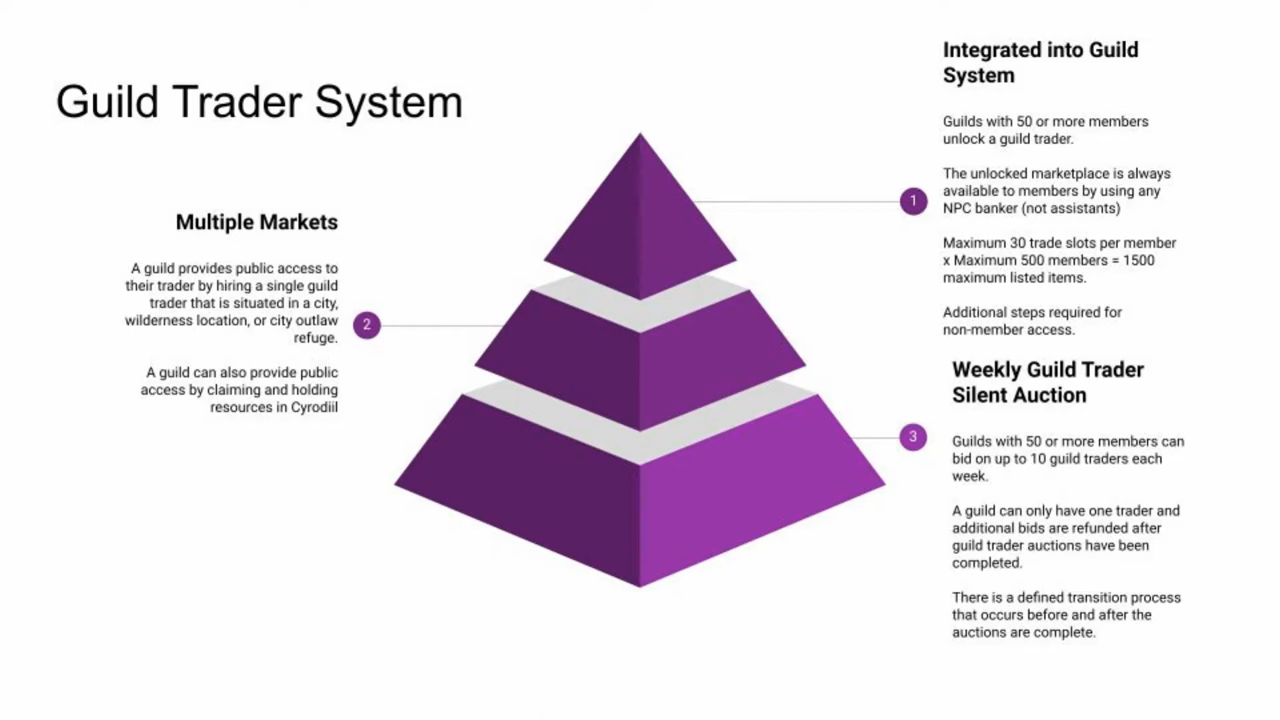 Guild Trader System
Integrated into Guild
System
Guilds with 50 or more members
unlock a guild trader.
The unlocked marketplace is always
available to members by using any
NPC banker (not assistants)
Maximum 30 trade slots per member
x Maximum 500 members = 1500
maximum listed items.
Additional steps required for
non-member access.
1
Multiple Markets
A guild provides public access to
their trader by hiring a single guild
trader that is situated in a city,
wilderness location, or city outlaw
refuge.
A guild can also provide public
access by claiming and holding
resources in Cyrodiil
2
Weekly Guild Trader
Silent Auction
Guilds with 50 or more members can
bid on up to 10 guild traders each
week.
A guild can only have one trader and
additional bids are refunded after
guild trader auctions have been
completed.
There is a defined transition process
that occurs before and after the
auctions are complete.
3